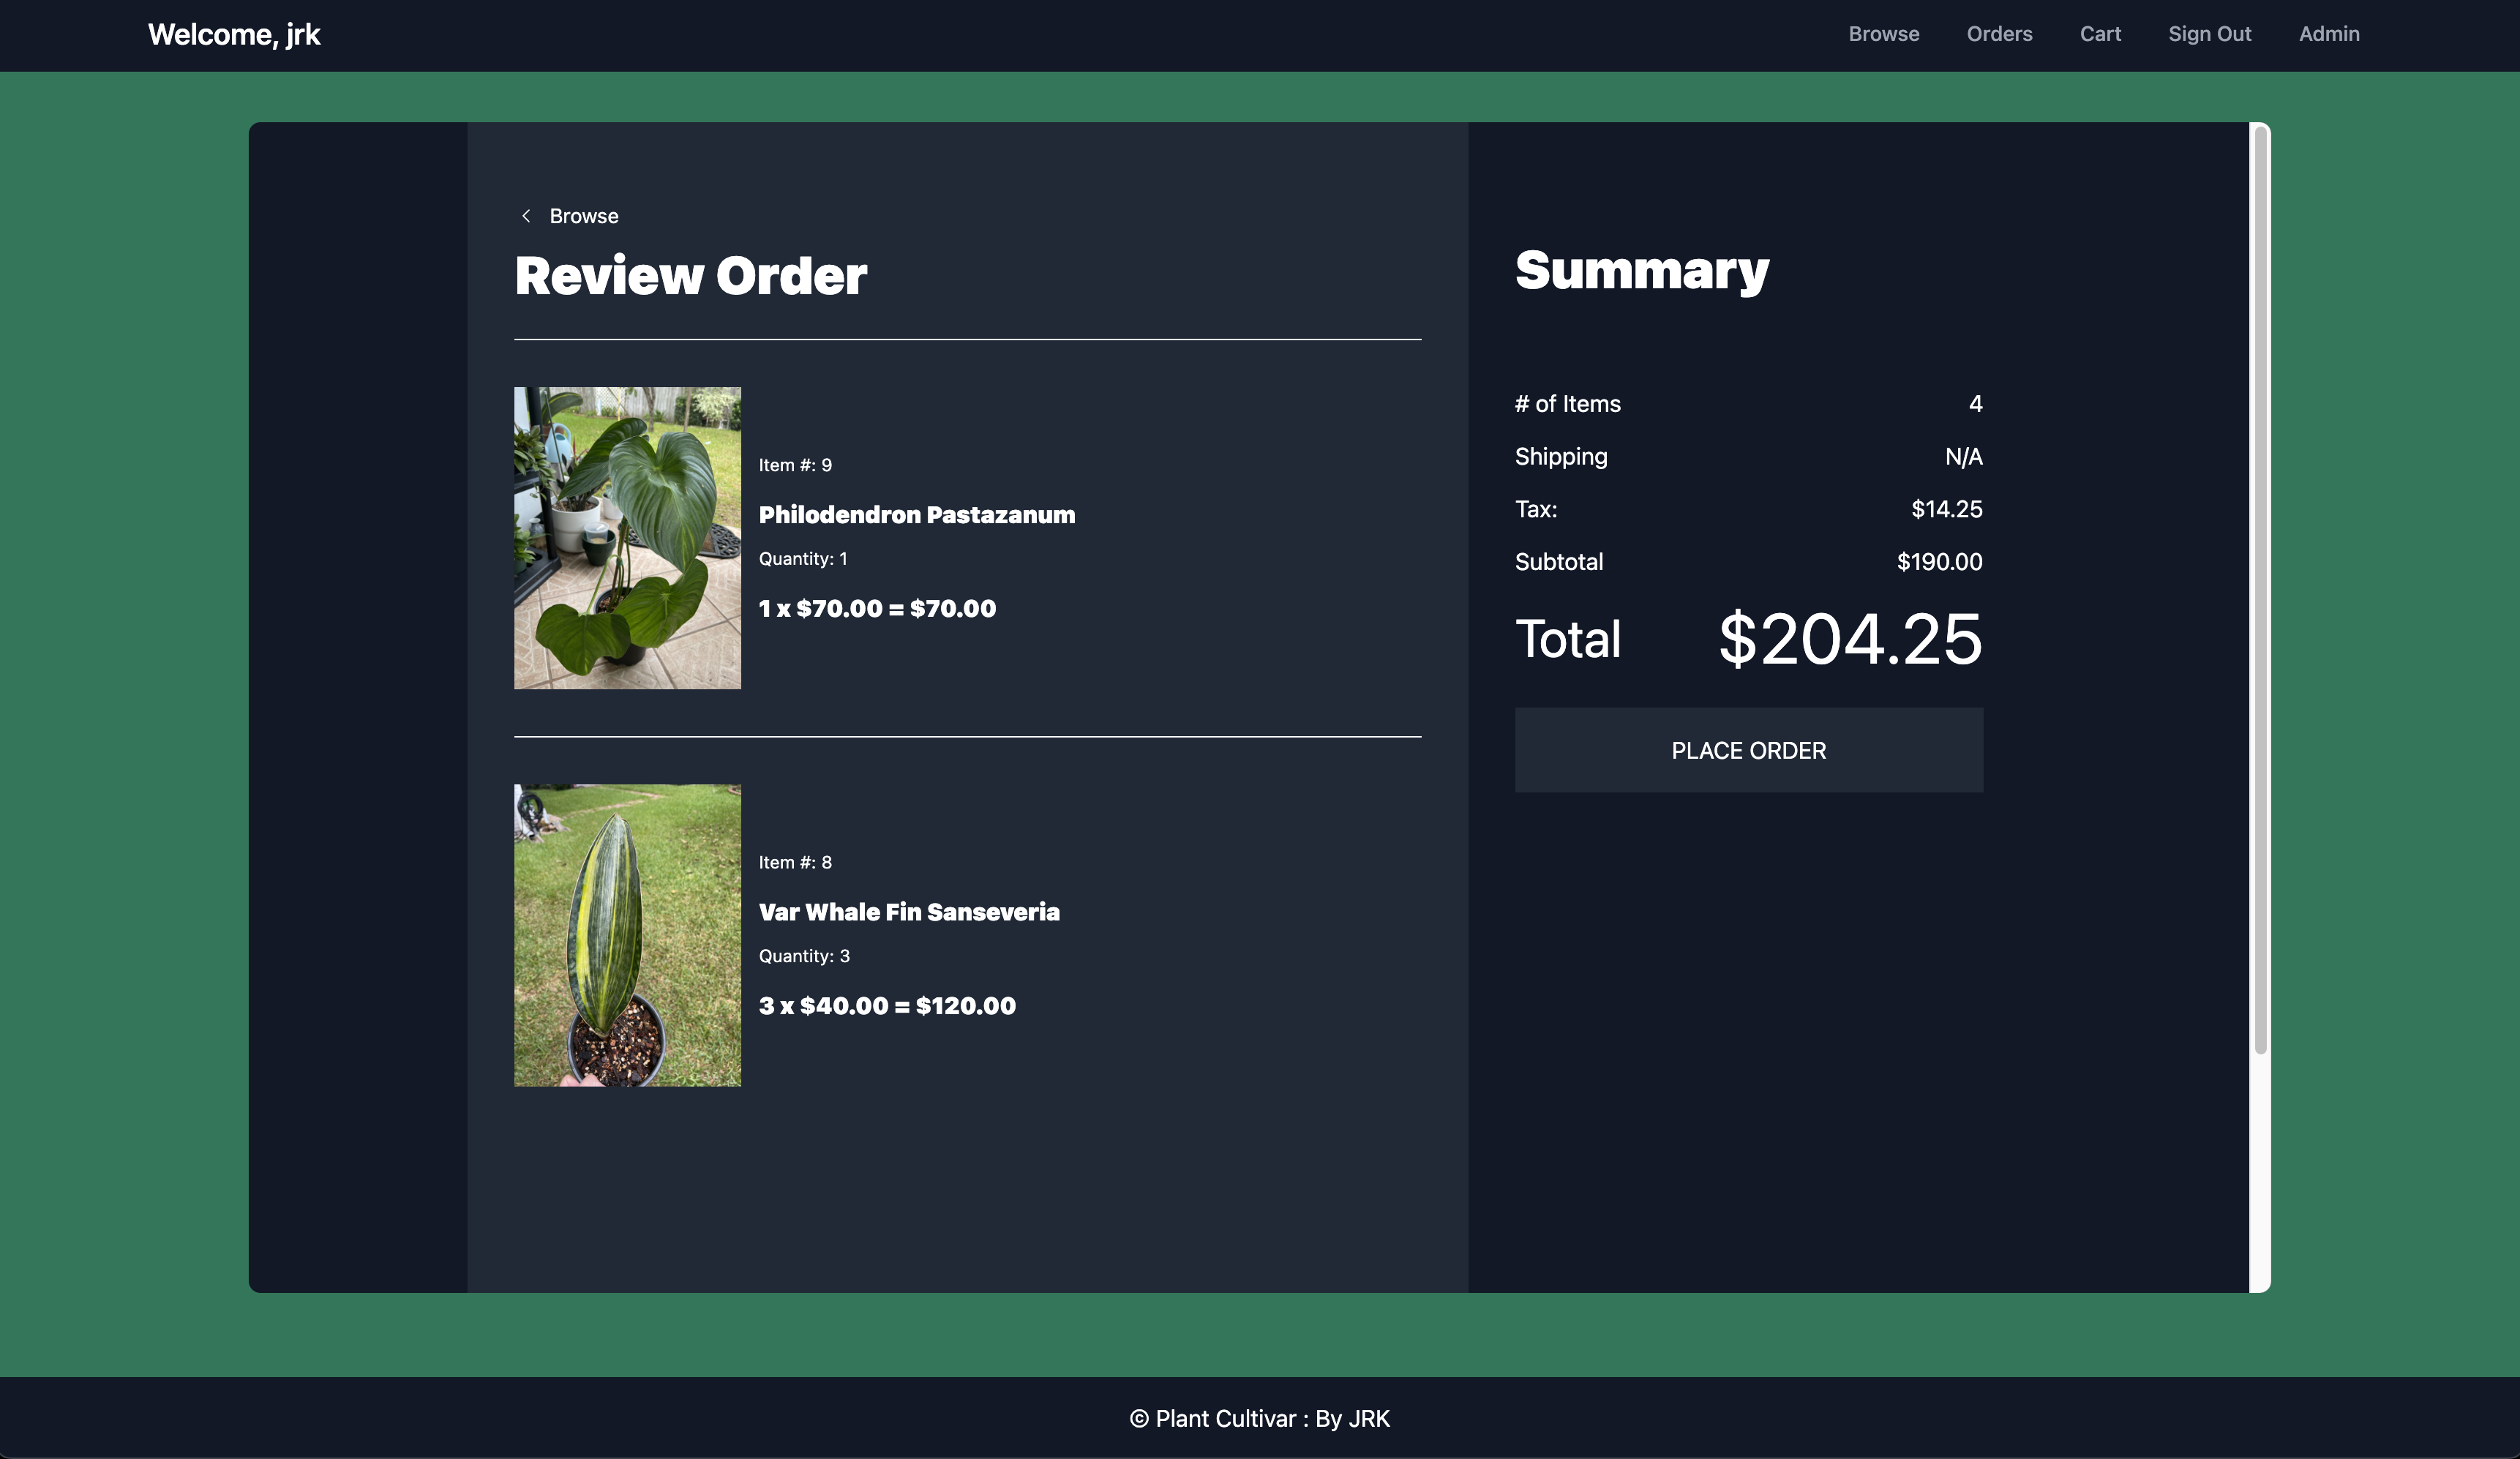 Welcome, jrk
Browse
Orders
Cart
Sign Out
Admin
Browse
Review Order
Item #: 9
Philodendron Pastazanum
Quantity: 1
1 x $70.00 = $70.00
Item #: 8
Var Whale Fin Sanseveria
Quantity: 3
3 x $40.00 = $120.00
Summary
# of Items 4
Shipping N/A
Tax: $14.25
Subtotal $190.00
Total $204.25
PLACE ORDER
© Plant Cultivar : By JRK